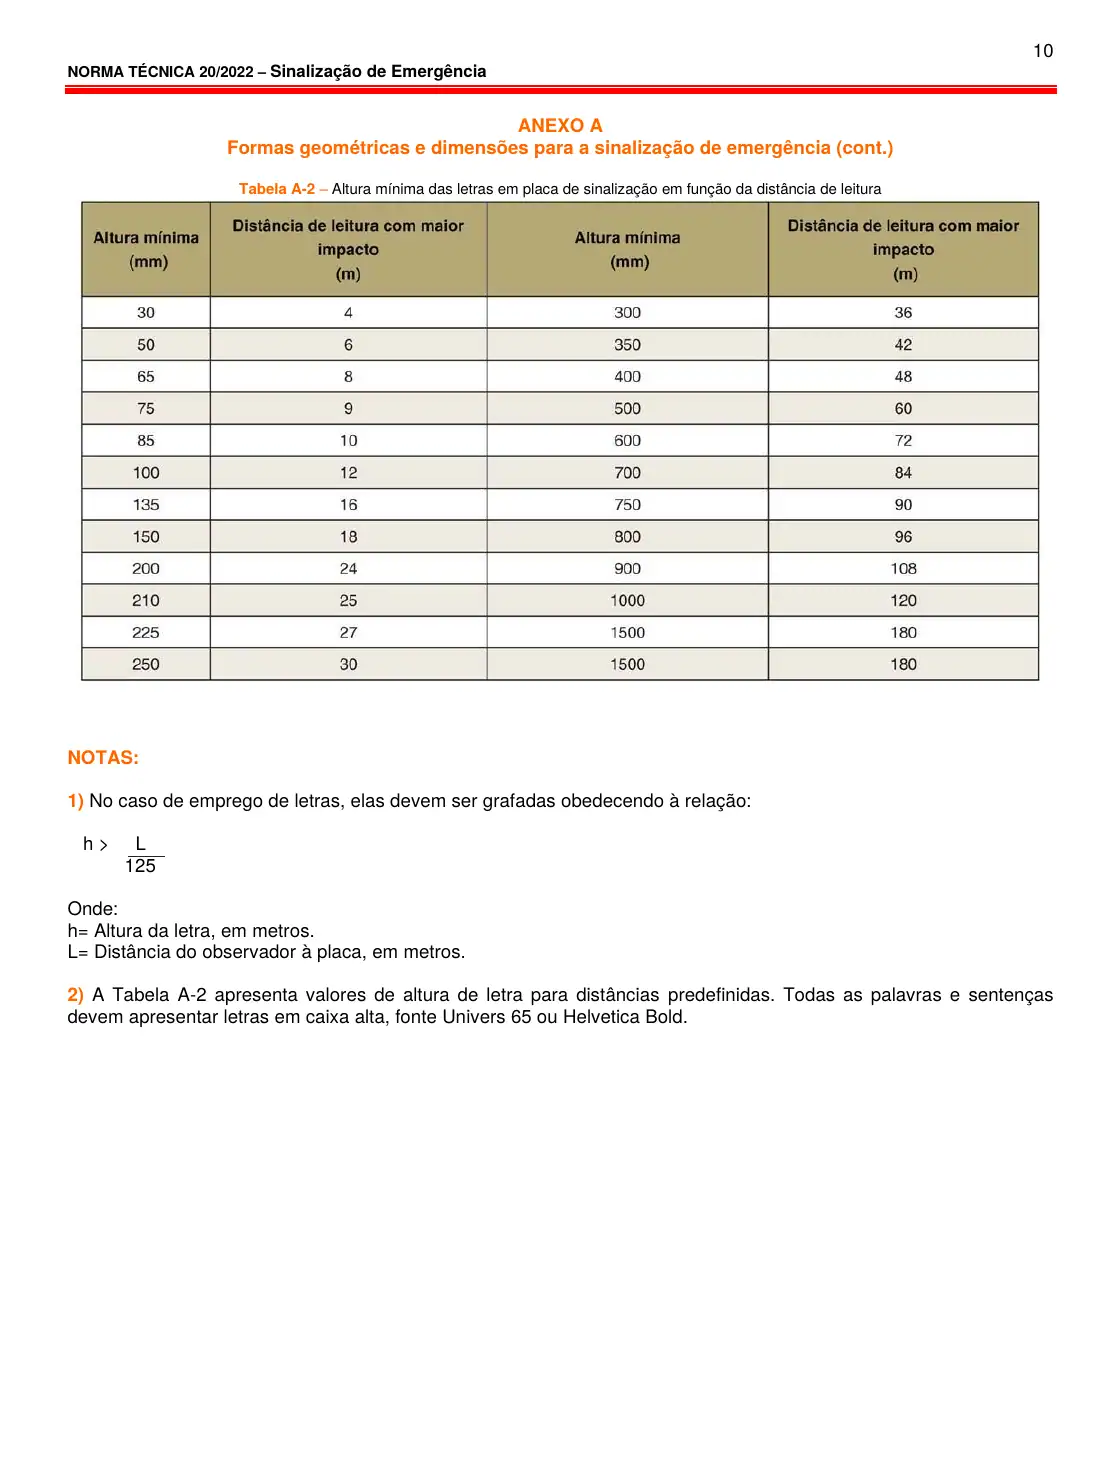 10
NORMA TÉCNICA 20/2022 – Sinalização de Emergência
ANEXO A
Formas geométricas e dimensões para a sinalização de emergência (cont.)
Tabela A-2 – Altura mínima das letras em placa de sinalização em função da distância de leitura
Altura mínima (mm) Distância de leitura com maior impacto (m) Altura mínima (mm) Distância de leitura com maior impacto (m)
30 4 300 36
50 6 350 42
65 8 400 48
75 9 500 60
85 10 600 72
100 12 700 84
135 16 750 90
150 18 800 96
200 24 900 108
210 25 1000 120
225 27 1500 180
250 30 1500 180
NOTAS:
1) No caso de emprego de letras, elas devem ser grafadas obedecendo à relação:
h > L
125
Onde:
h= Altura da letra, em metros.
L= Distância do observador à placa, em metros.
2) A Tabela A-2 apresenta valores de altura de letra para distâncias predefinidas. Todas as palavras e sentenças
devem apresentar letras em caixa alta, fonte Univers 65 ou Helvetica Bold.